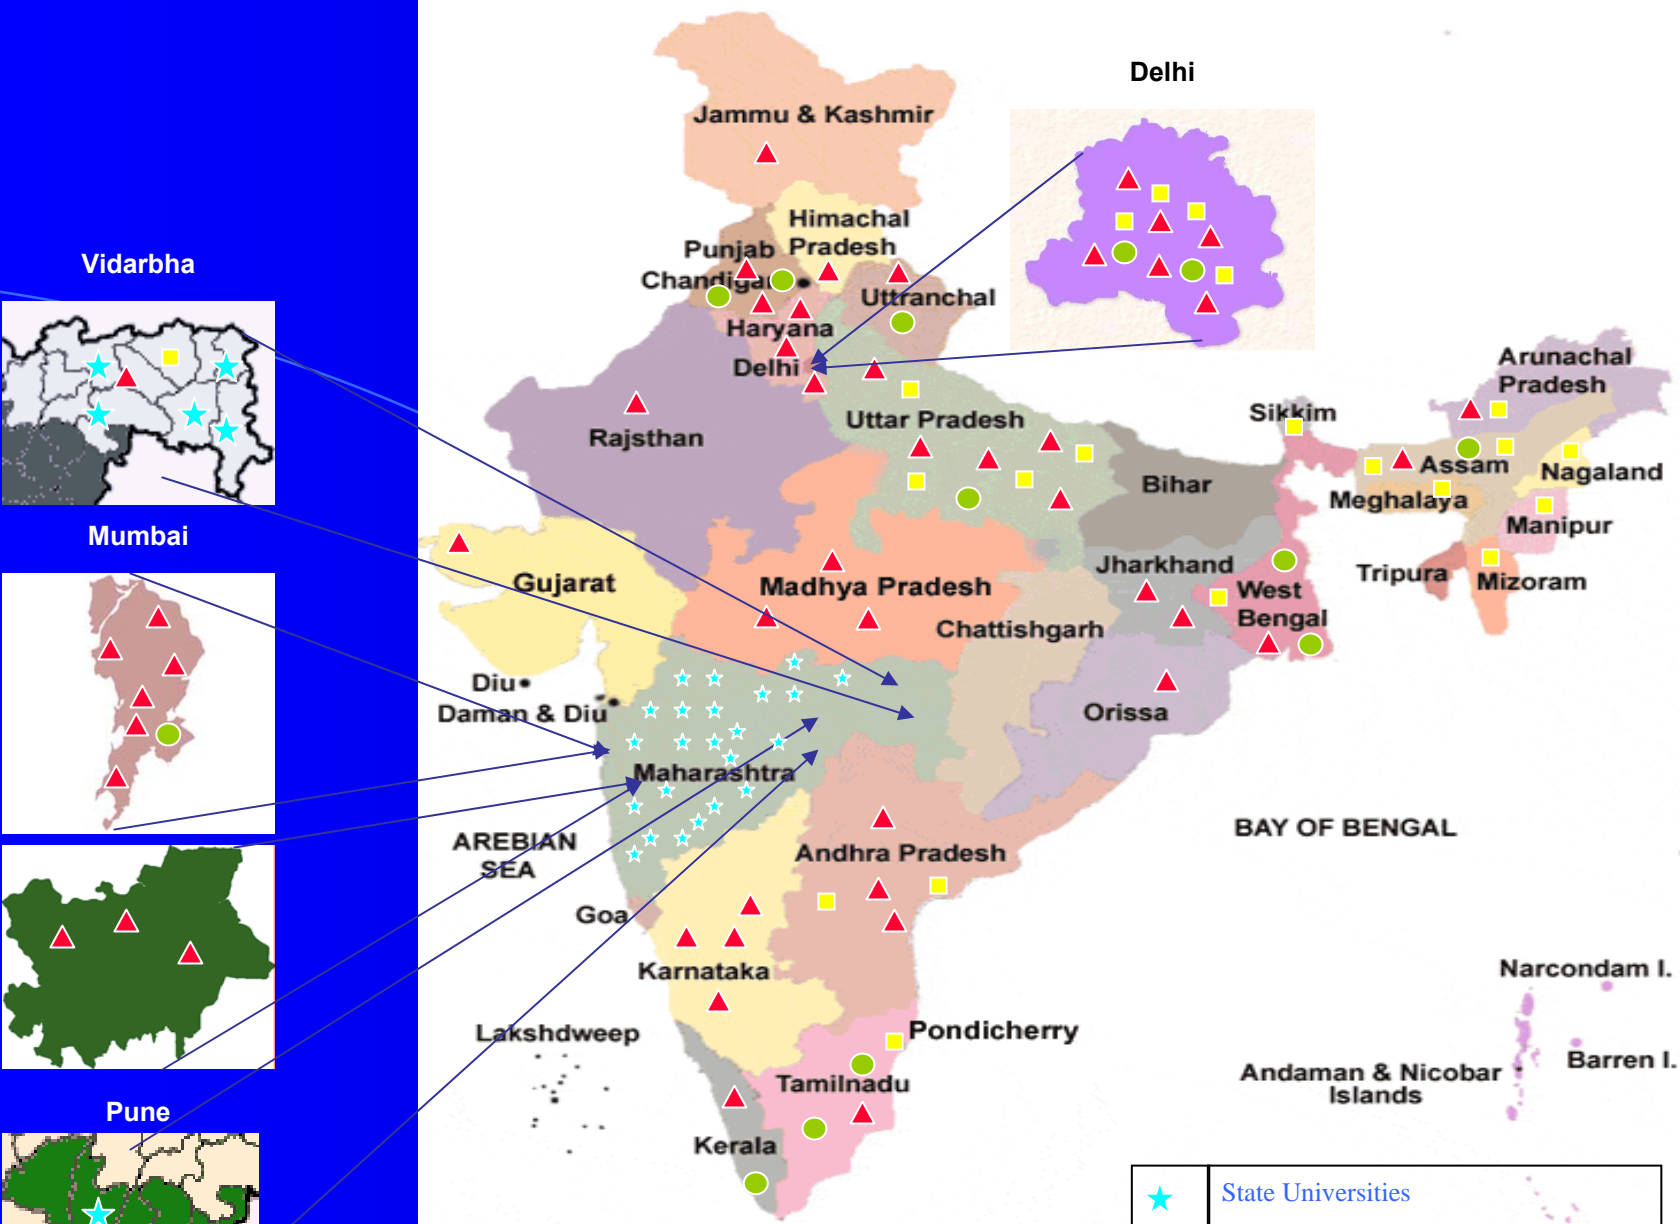 Delhi
Jammu & Kashmir
Himachal
Pradesh
Punjab
Chandigar
Uttranchal
Haryana
Delhi
Vidarbha
Rajsthan
Uttar Pradesh
Sikkim
Arunachal
Pradesh
Bihar
Assam
Nagaland
Meghalaya
Manipur
Mumbai
Gujarat
Madhya Pradesh
Jharkhand
West
Bengal
Tripura
Mizoram
Chattishgarh
Diu
Daman & Diu
Orissa
Maharashtra
AREBIAN
SEA
Andhra Pradesh
BAY OF BENGAL
Goa
Karnataka
Narcondam I.
Lakshdweep
Pondicherry
Barren I.
Andaman & Nicobar
Islands
Tamilnadu
Pune
Kerala
State Universities